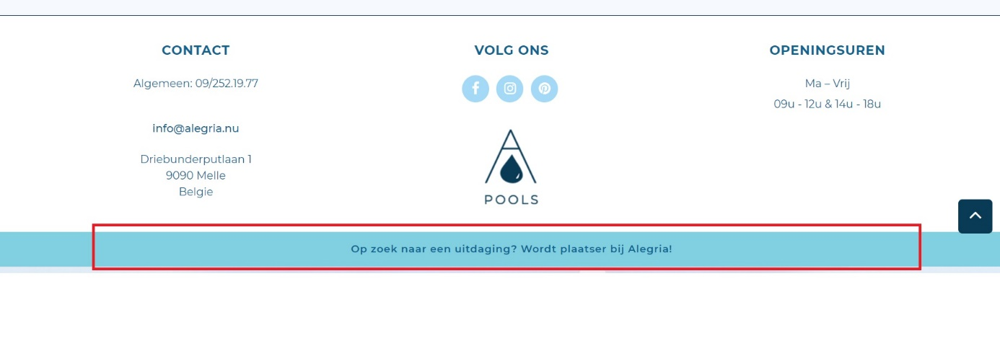 CONTACT
Algemeen: 09/252.19.77
info@alegria.nu
Driebunderputlaan 1
9090 Melle
Belgie
VOLG ONS
POOLS
OPENINGSUREN
Ma – Vrij
09u - 12u & 14u - 18u
Op zoek naar een uitdaging? Wordt plaatser bij Alegria!